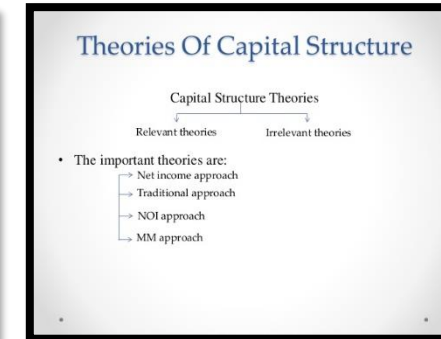 Theories Of Capital Structure
Capital Structure Theories
Relevant theories Irrelevant theories
• The important theories are:
Net income approach
Traditional approach
NOI approach
MM approach